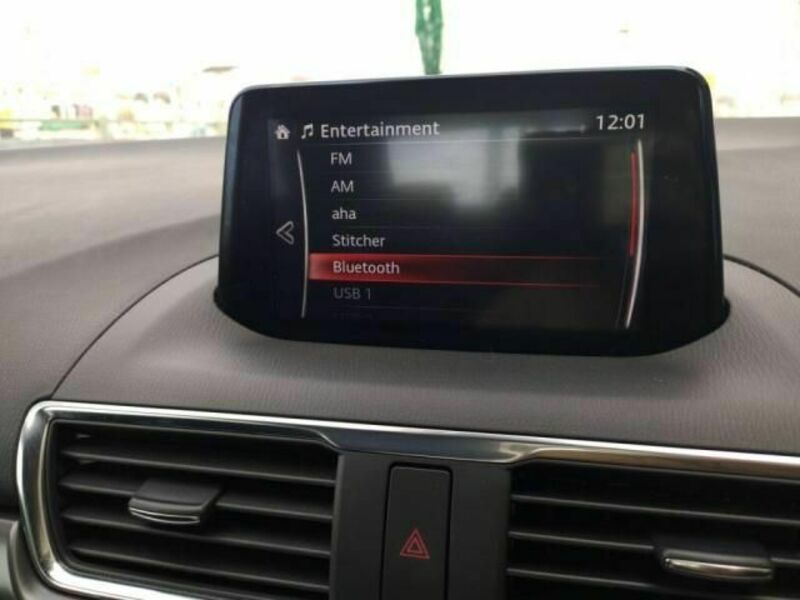 Entertainment 12:01
FM
AM
aha
Stitcher
Bluetooth
USB 1